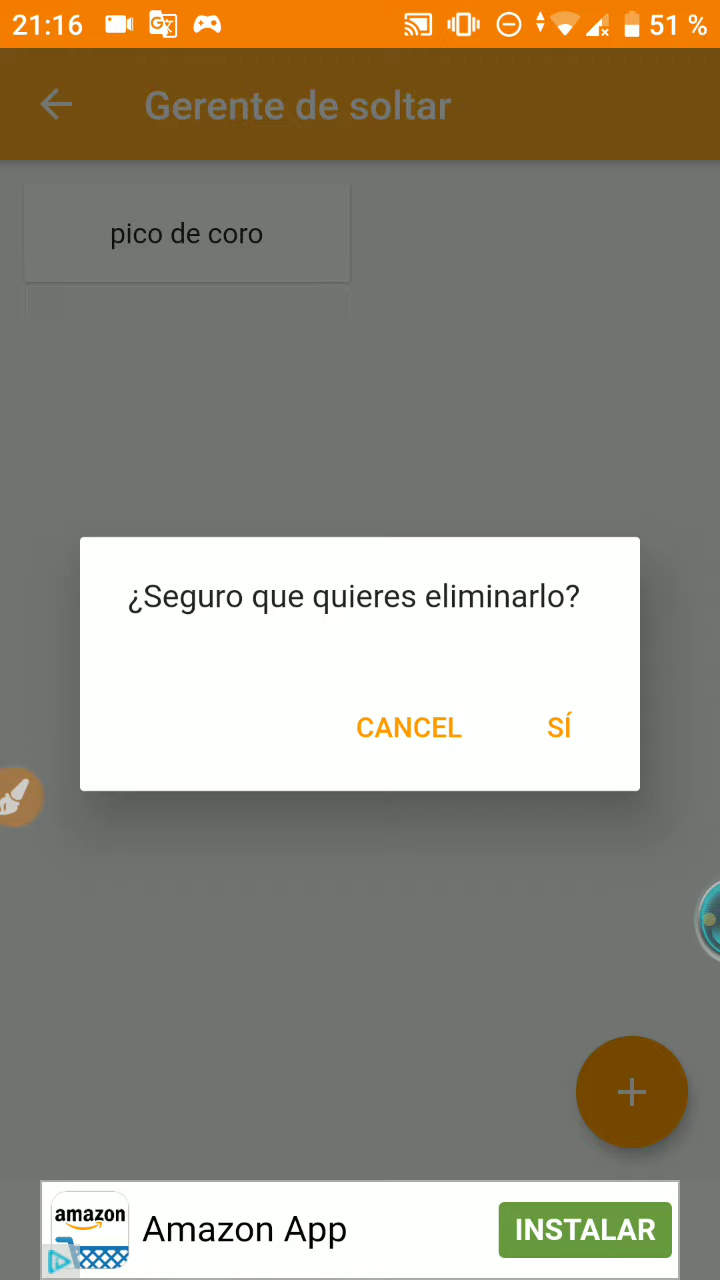 21:16 51 %
Gerente de soltar
pico de coro
¿Seguro que quieres eliminarlo?
CANCEL SÍ
amazon
Amazon App
INSTALAR